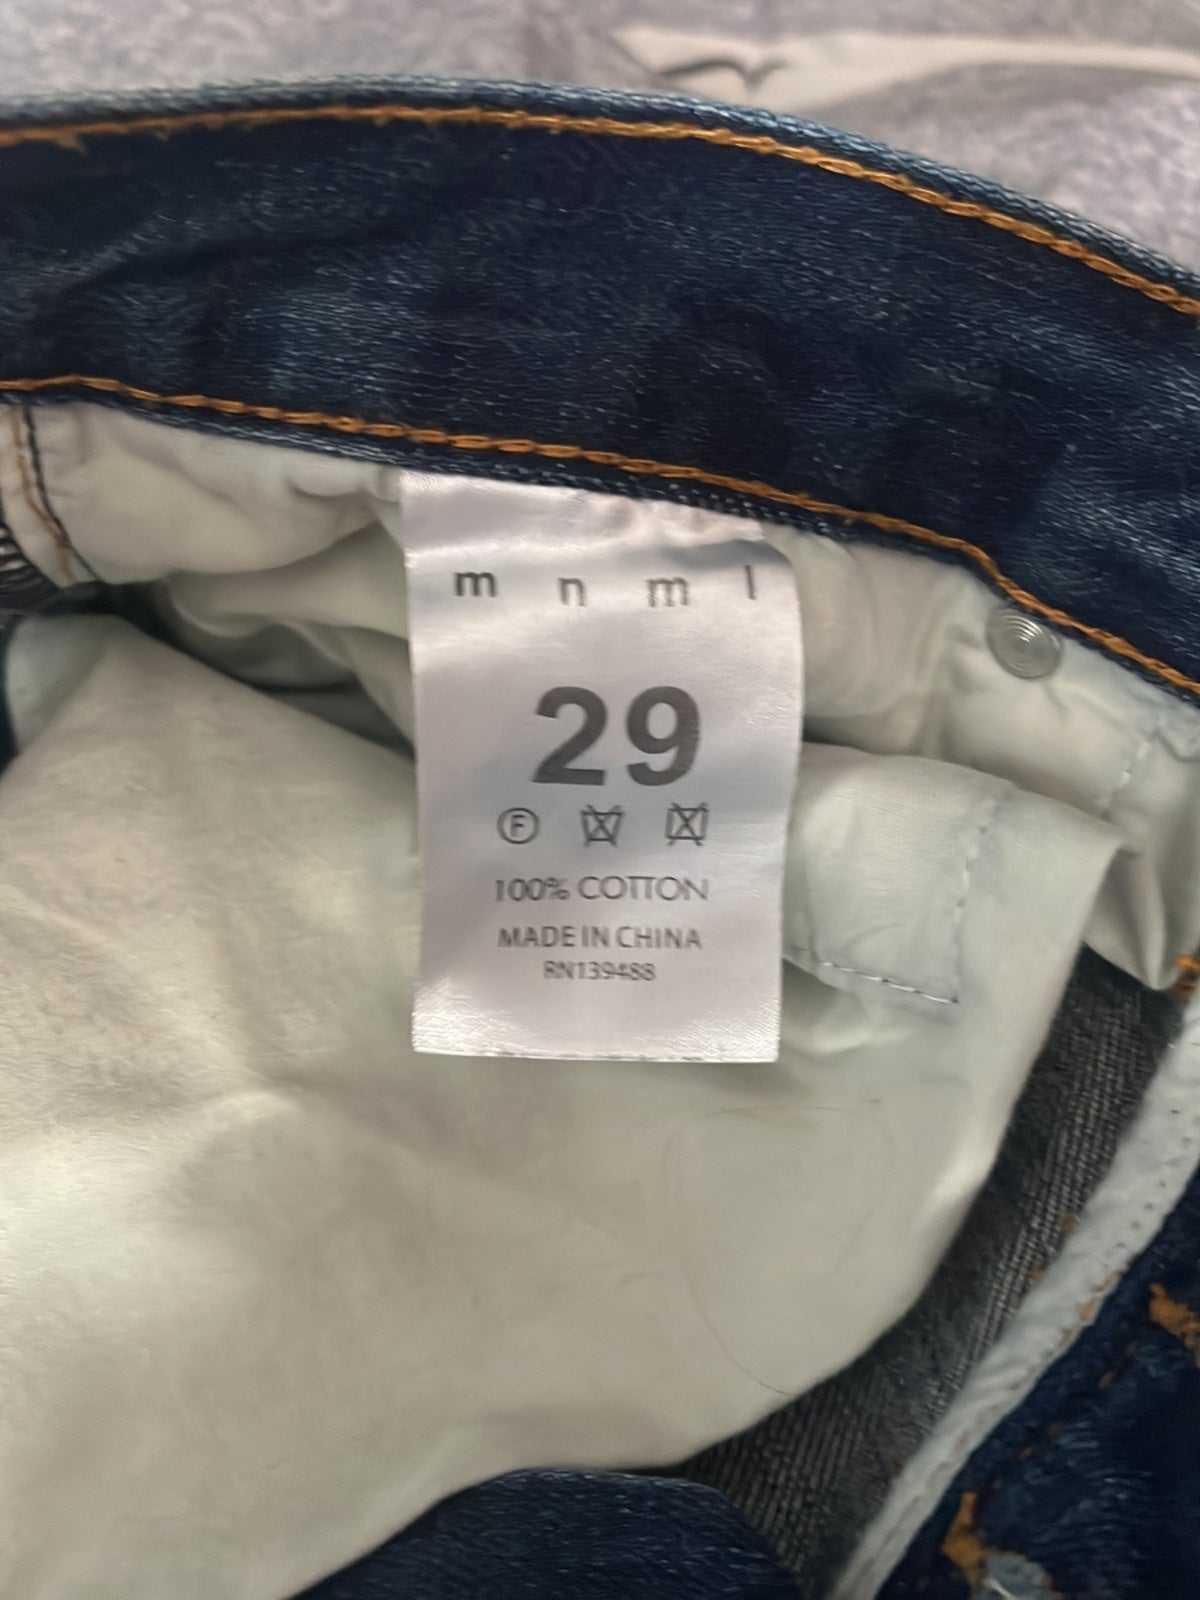 m n m l
29
F
100% COTTON
MADE IN CHINA
RN139488